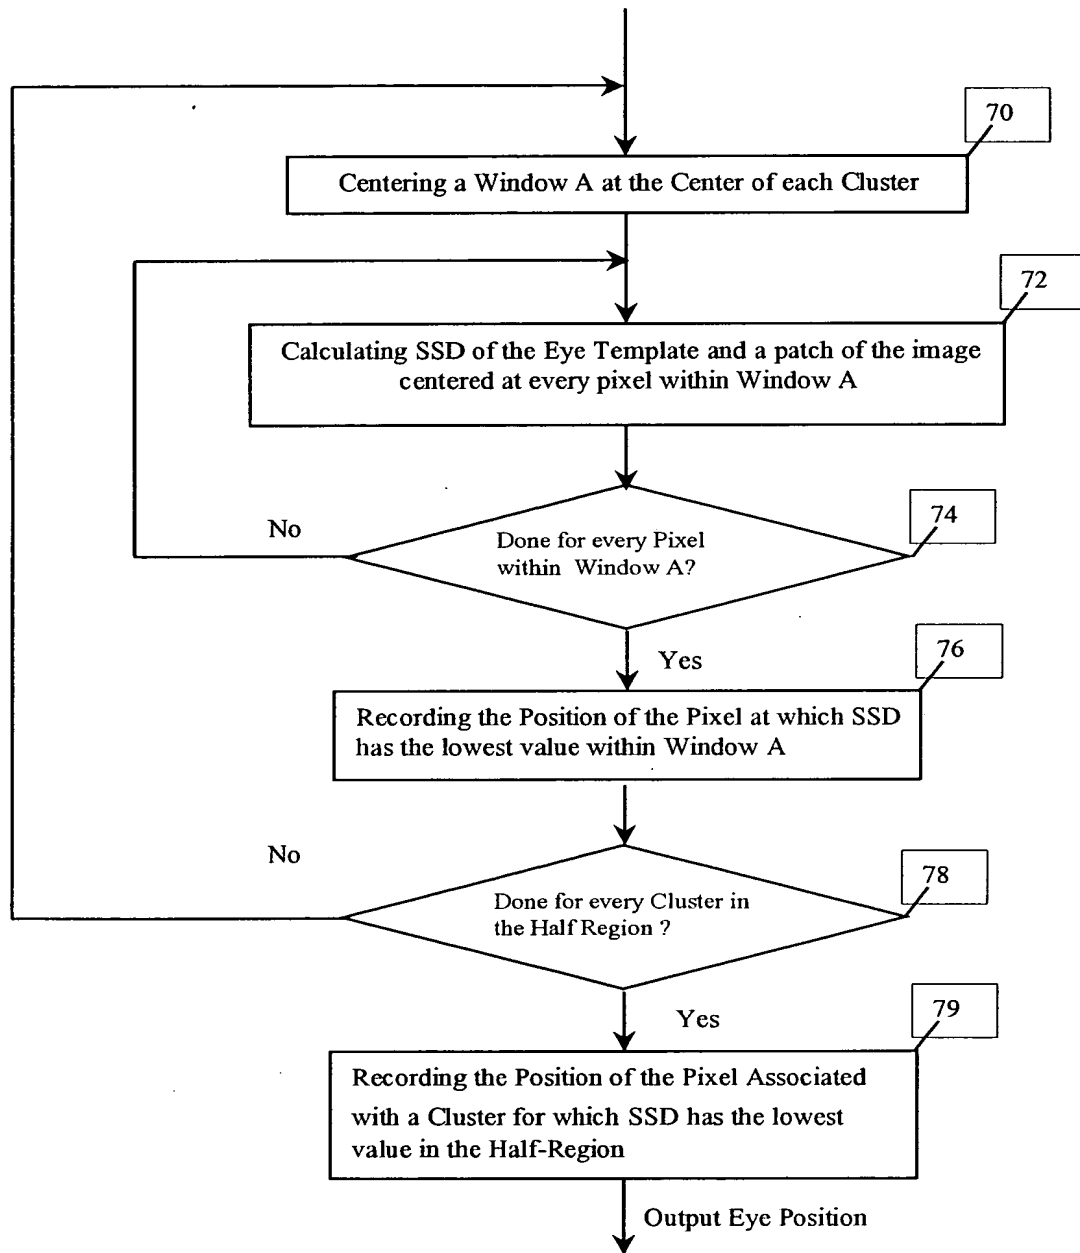 70
Centering a Window A at the Center of each Cluster
72
Calculating SSD of the Eye Template and a patch of the image
centered at every pixel within Window A
No
74
Done for every Pixel
within Window A?
Yes
76
Recording the Position of the Pixel at which SSD
has the lowest value within Window A
No
78
Done for every Cluster in
the Half Region ?
Yes
79
Recording the Position of the Pixel Associated
with a Cluster for which SSD has the lowest
value in the Half-Region
Output Eye Position